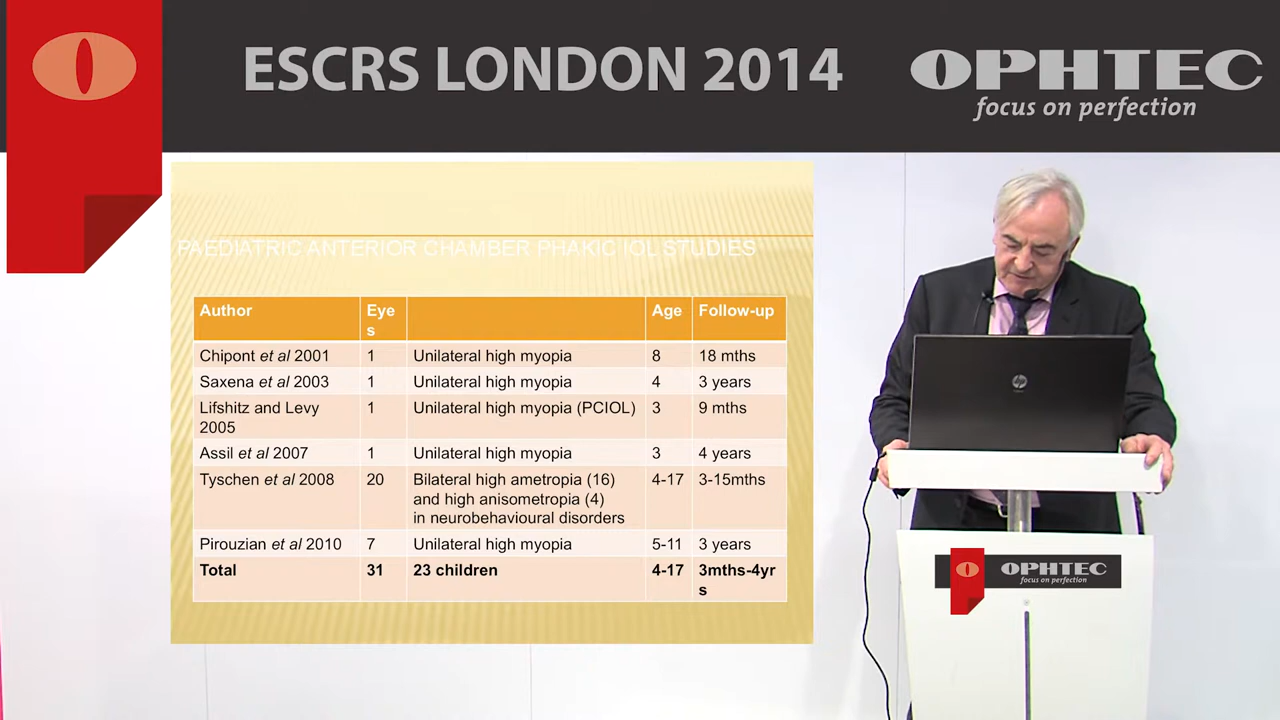 ESCRS LONDON 2014
OPHTEC
focus on perfection
PAEDIATRIC ANTERIOR CHAMBER PHAKIC IOL STUDIES
Author Eye Age Follow-up
s
Chipont et al 2001 1 Unilateral high myopia 8 18 mths
Saxena et al 2003 1 Unilateral high myopia 4 3 years
Lifshitz and Levy 1 Unilateral high myopia (PCIOL) 3 9 mths
2005
Assil et al 2007 1 Unilateral high myopia 3 4 years
Tyschen et al 2008 20 Bilateral high ametropia (16) 4-17 3-15mths
and high anisometropia (4)
in neurobehavioural disorders
Pirouzian et al 2010 7 Unilateral high myopia 5-11 3 years
Total 31 23 children 4-17 3mths-4yr
s
hp
OPHTEC
focus on perfection